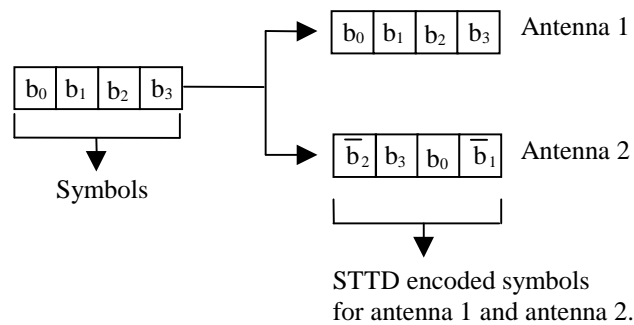 b₀ b₁ b₂ b₃ Antenna 1
b₀ b₁ b₂ b₃
b̅₂ b₃ b₀ b̅₁ Antenna 2
Symbols
STTD encoded symbols
for antenna 1 and antenna 2.